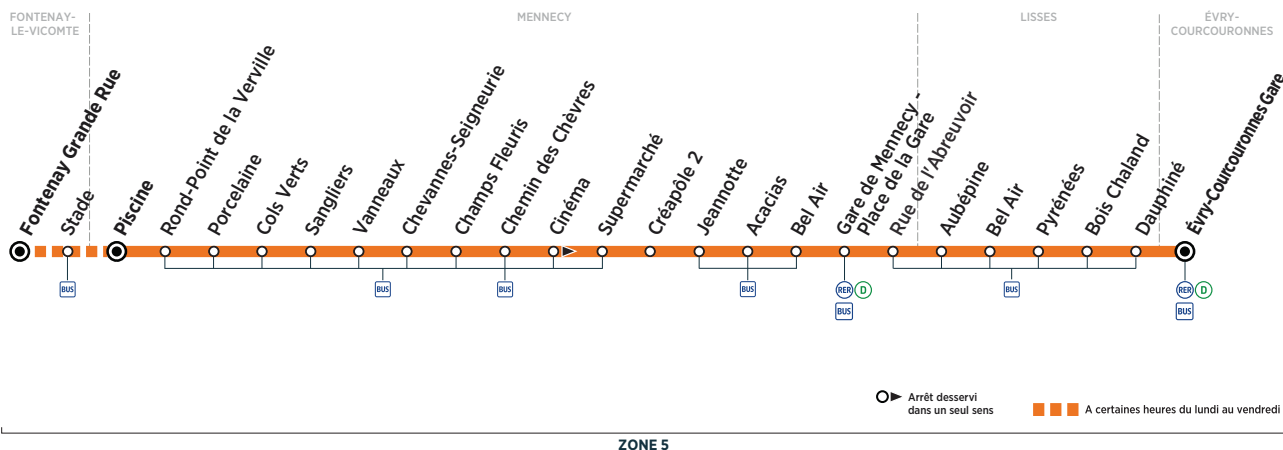 FONTENAY-
LE-VICOMTE
MENNECY
LISSES
ÉVRY-
COURCOURONNES
Fontenay Grande Rue
Stade
Piscine
Rond-Point de la Verville
Porcelaine
Cols Verts
Sangliers
Vanneaux
Chevannes-Seigneurie
Champs Fleuris
Chemin des Chèvres
Cinéma
Supermarché
Créapôle 2
Jeannotte
Acacias
Bel Air
Gare de Mennecy -
Place de la Gare
Rue de l'Abreuvoir
Aubépine
Bel Air
Pyrénées
Bois Chaland
Dauphiné
Évry-Courcouronnes Gare
BUS
BUS
BUS
BUS
RER D
BUS
BUS
RER D
BUS
Arrêt desservi
dans un seul sens
A certaines heures du lundi au vendredi
ZONE 5